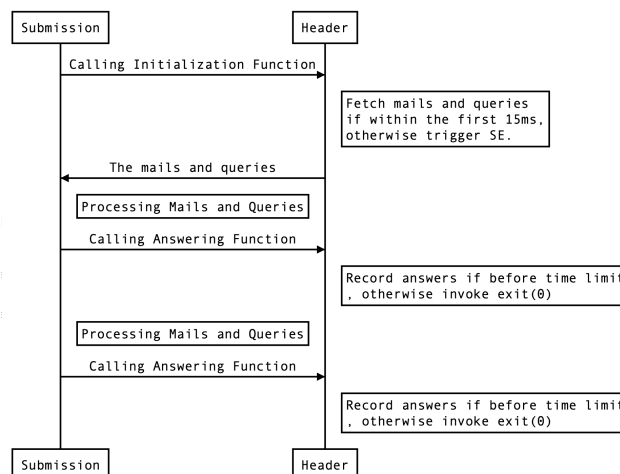 Submission
Header
Calling Initialization Function
Fetch mails and queries
if within the first 15ms,
otherwise trigger SE.
The mails and queries
Processing Mails and Queries
Calling Answering Function
Record answers if before time limit
, otherwise invoke exit(0)
Processing Mails and Queries
Calling Answering Function
Record answers if before time limit
, otherwise invoke exit(0)
Submission
Header